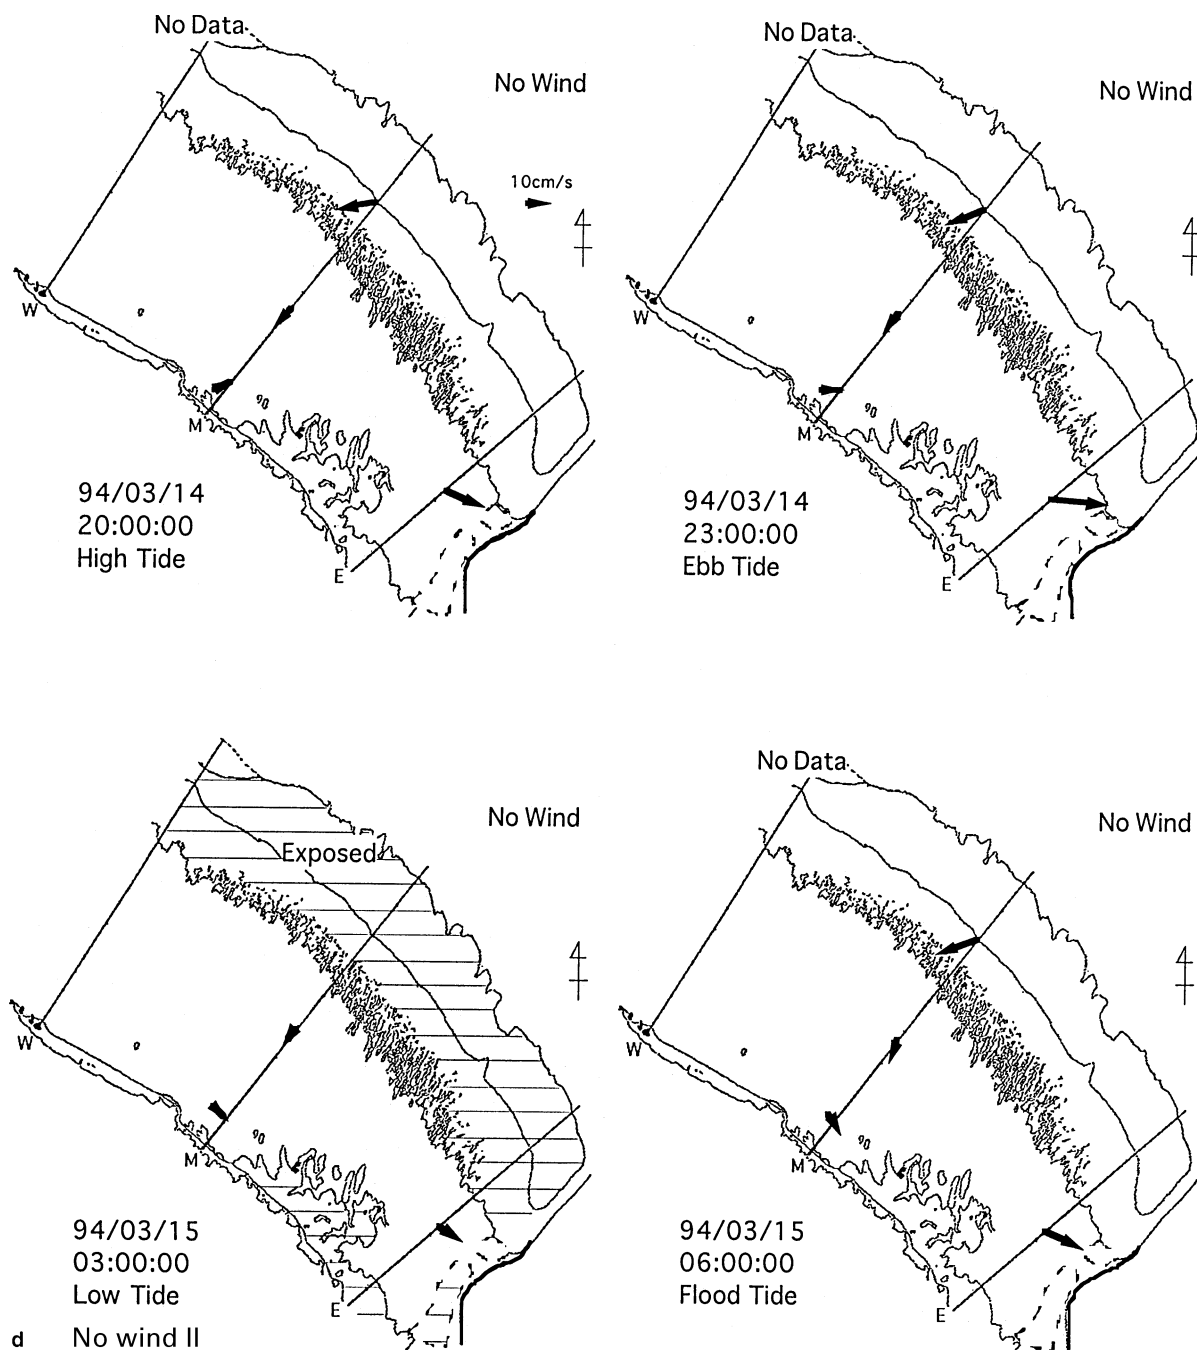 No Data
No Wind
10cm/s
W
M
E
94/03/14
20:00:00
High Tide
No Data
No Wind
W
M
E
94/03/14
23:00:00
Ebb Tide
No Wind
Exposed
W
M
E
94/03/15
03:00:00
Low Tide
No Data
No Wind
W
M
E
94/03/15
06:00:00
Flood Tide
d No wind II